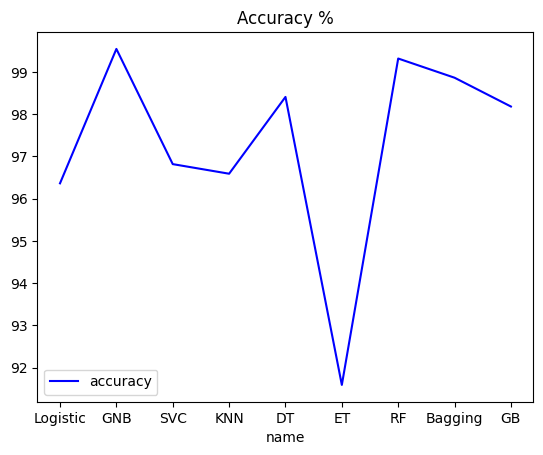 Accuracy %
99
98
97
96
95
94
93
92
accuracy
Logistic GNB SVC KNN DT ET RF Bagging GB
name